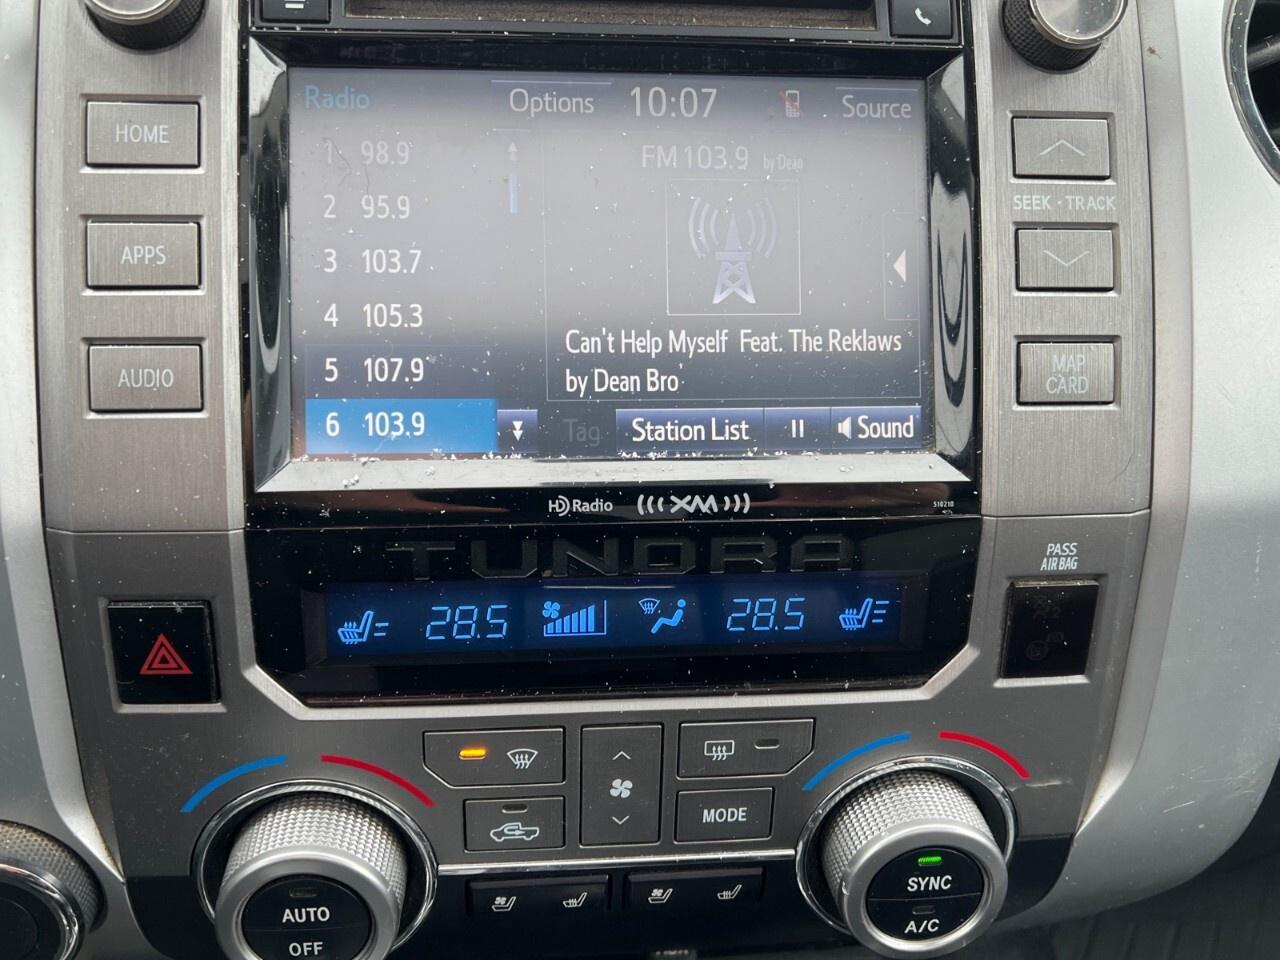 Radio Options 10:07 Source
HOME
1 98.9
FM 103.9 by Dean
2 95.9
SEEK · TRACK
APPS
3 103.7
4 105.3
Can't Help Myself Feat. The Reklaws
AUDIO
5 107.9
by Dean Bro
MAP
CARD
6 103.9
Tag Station List Sound
HD Radio XM
510210
TUNDRA
PASS
AIR BAG
28.5 28.5
MODE
AUTO
OFF
SYNC
A/C